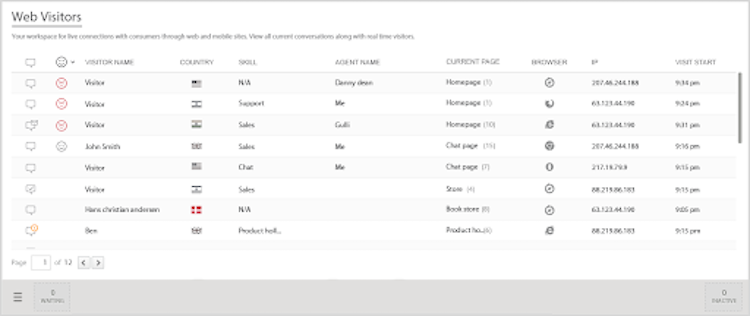 Web Visitors
Your workspace for live connections with consumers through web and mobile sites. View all current conversations along with real time visitors.
VISITOR NAME COUNTRY SKILL AGENT NAME CURRENT PAGE BROWSER IP VISIT START
Visitor N/A Danny dean Homepage (1) 207.46.244.188 9:34 pm
Visitor Support Me Homepage (1) 63.123.44.190 9:24 pm
Visitor Sales Gulli Homepage (10) 63.123.44.190 9:31 pm
John Smith Sales Me Chat page (15) 207.46.244.188 9:16 pm
Visitor Chat Me Chat page (7) 217.19.79.9 9:15 pm
Visitor Sales Store (4) 88.219.86.183 9:15 pm
Hans christian andersen N/A Book store (8) 63.123.44.190 9:05 pm
Ben Product holl... Product ho..(6) 88.219.86.183 9:15 pm
Page 1 of 12
0
WAITING
0
INACTIVE